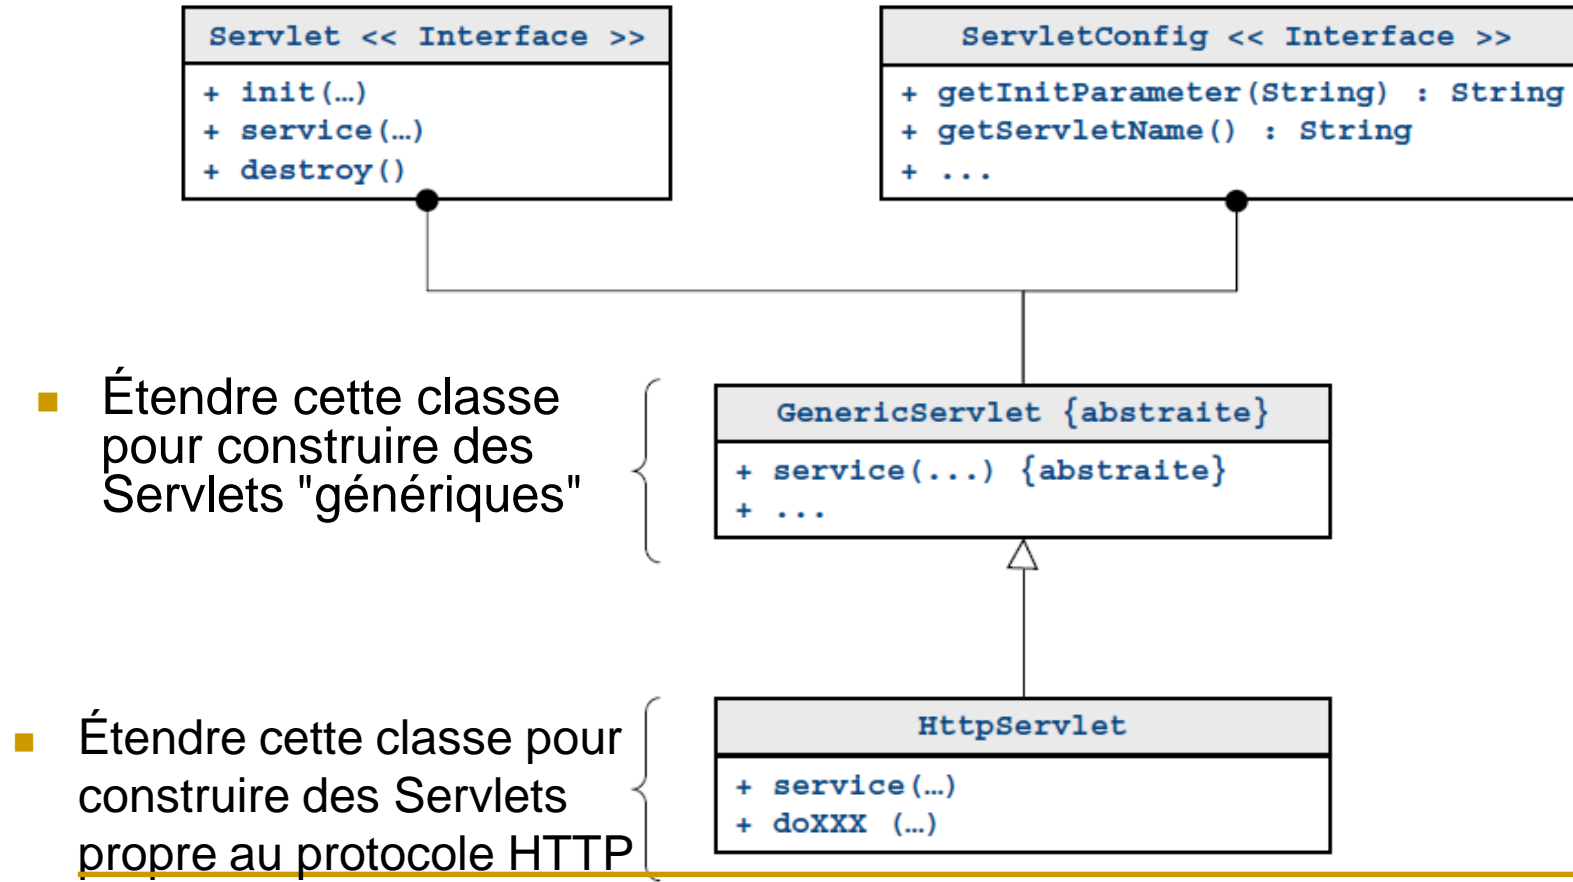 Servlet << Interface >>
+ init(…)
+ service(…)
+ destroy()
ServletConfig << Interface >>
+ getInitParameter(String) : String
+ getServletName() : String
+ ...
■ Étendre cette classe
pour construire des
Servlets "génériques"
GenericServlet {abstraite}
+ service(...) {abstraite}
+ ...
■ Étendre cette classe pour
construire des Servlets
propre au protocole HTTP
HttpServlet
+ service(…)
+ doXXX (…)